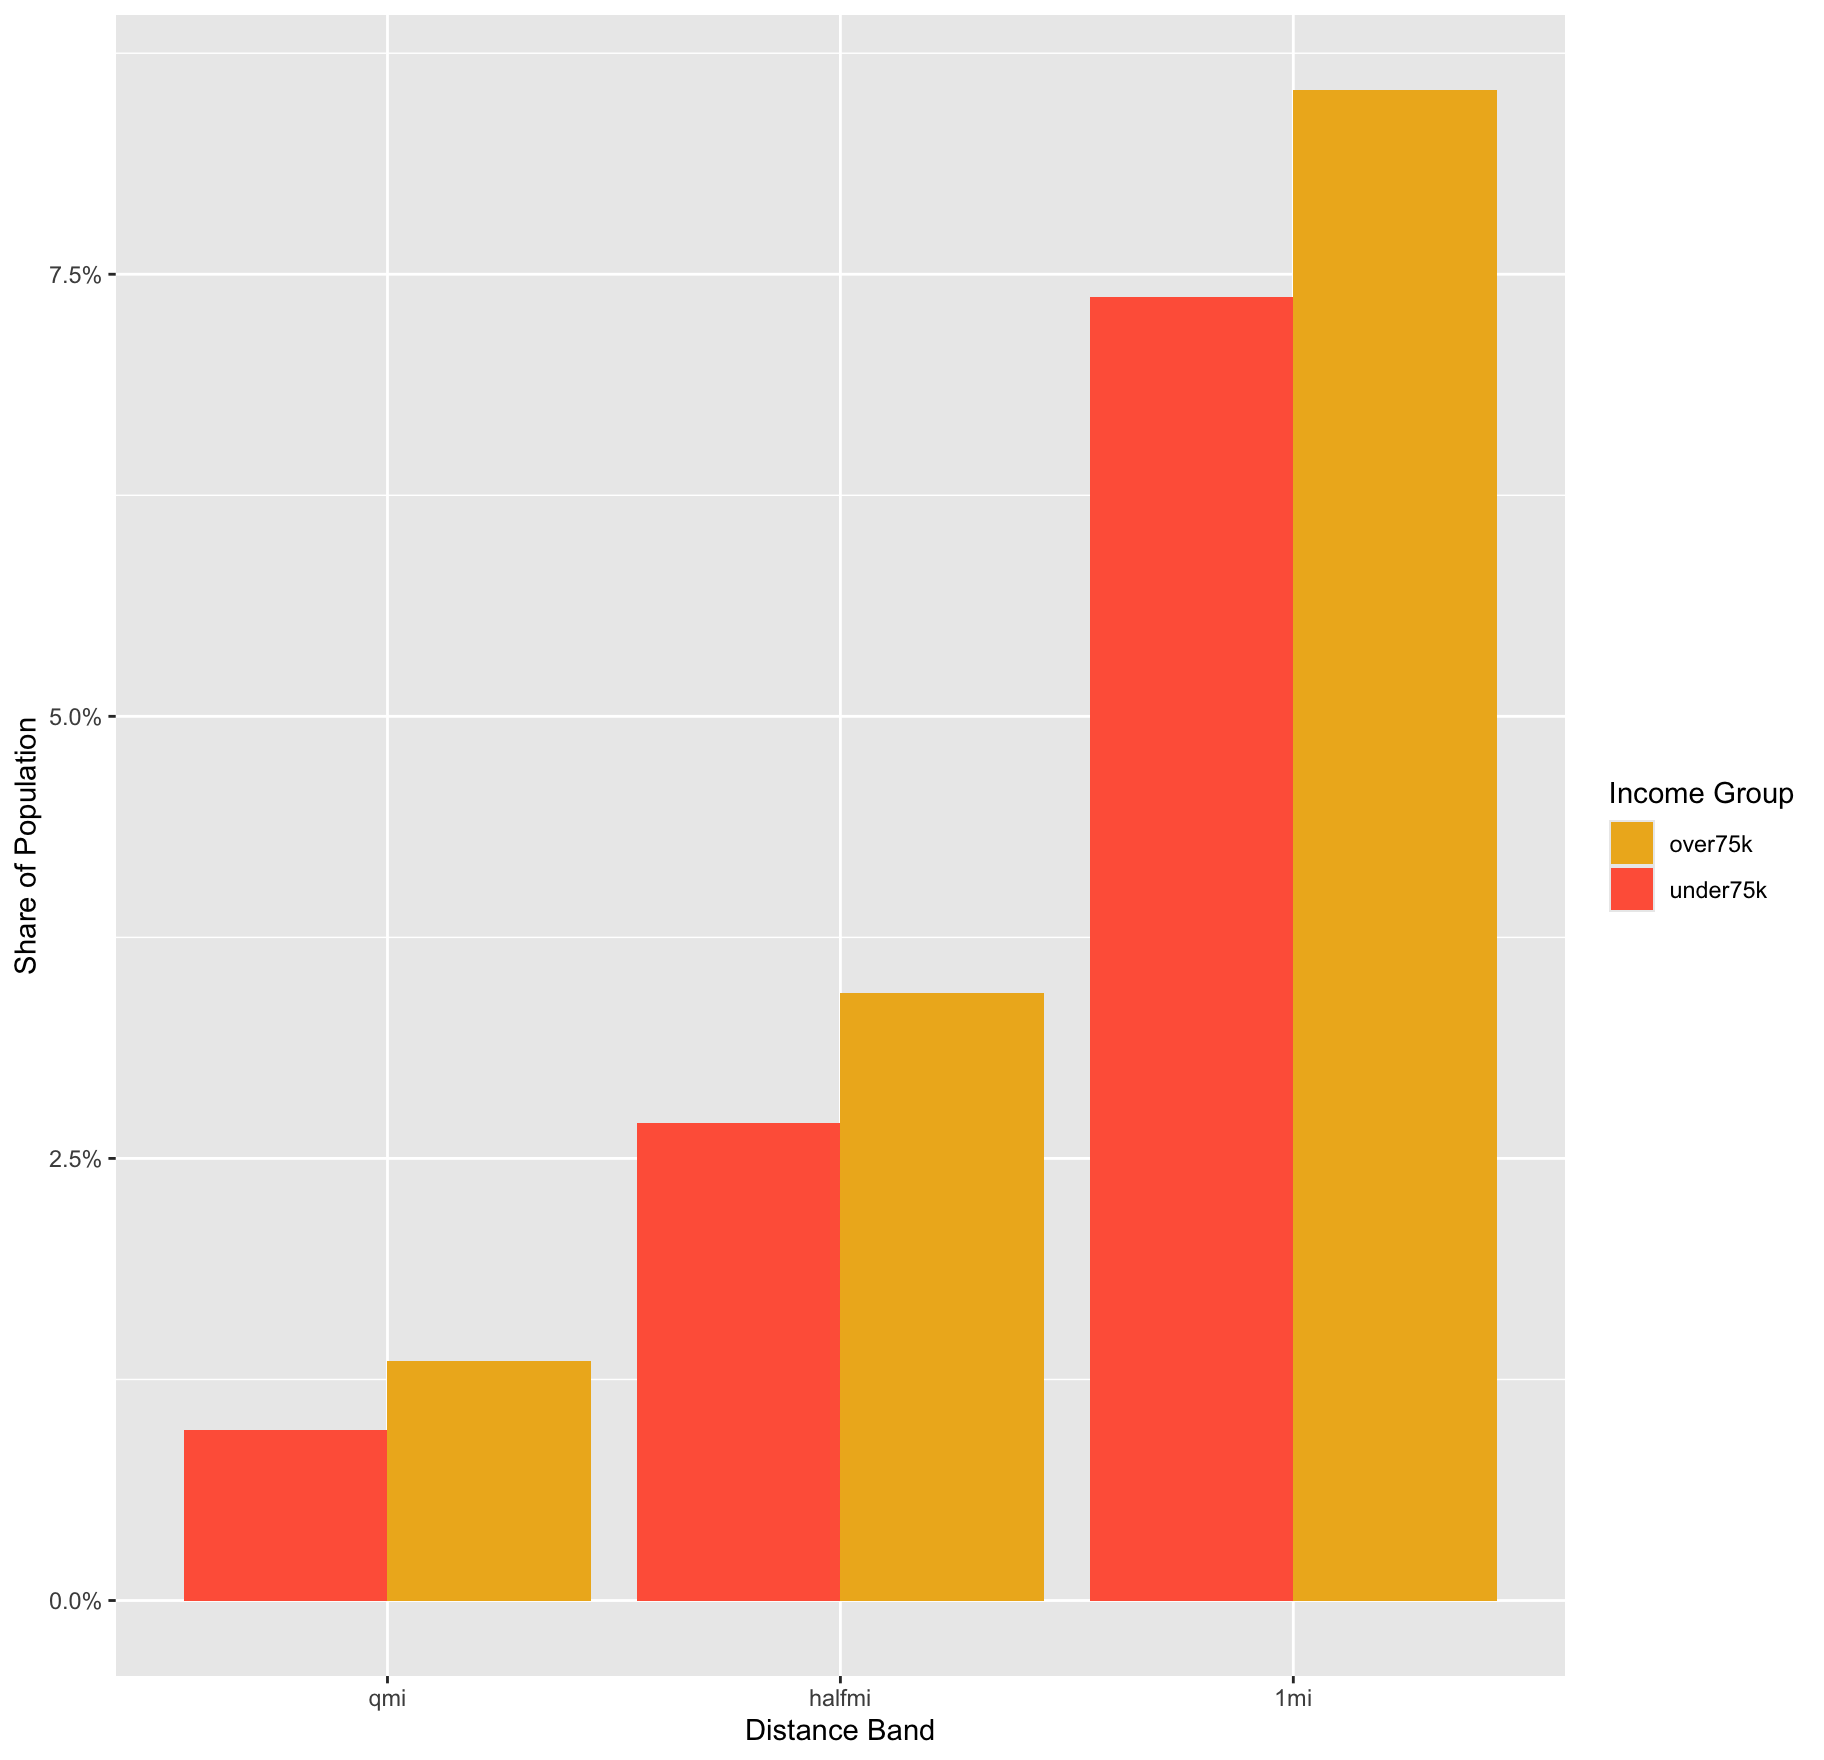 7.5%
5.0%
2.5%
0.0%
Share of Population
qmi
halfmi
1mi
Distance Band
Income Group
over75k
under75k